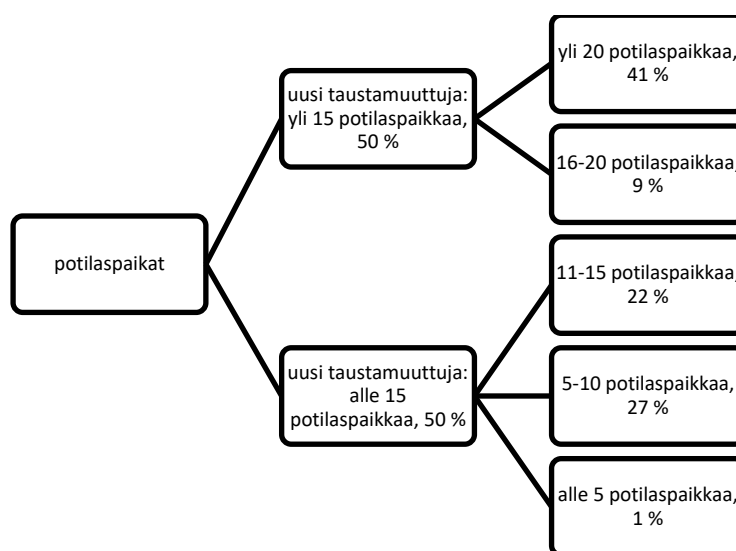 potilaspaikat
uusi taustamuuttuja:
yli 15 potilaspaikkaa,
50 %
uusi taustamuuttuja:
alle 15
potilaspaikkaa, 50 %
yli 20 potilaspaikkaa,
41 %
16-20 potilaspaikkaa,
9 %
11-15 potilaspaikkaa,
22 %
5-10 potilaspaikkaa,
27 %
alle 5 potilaspaikkaa,
1 %